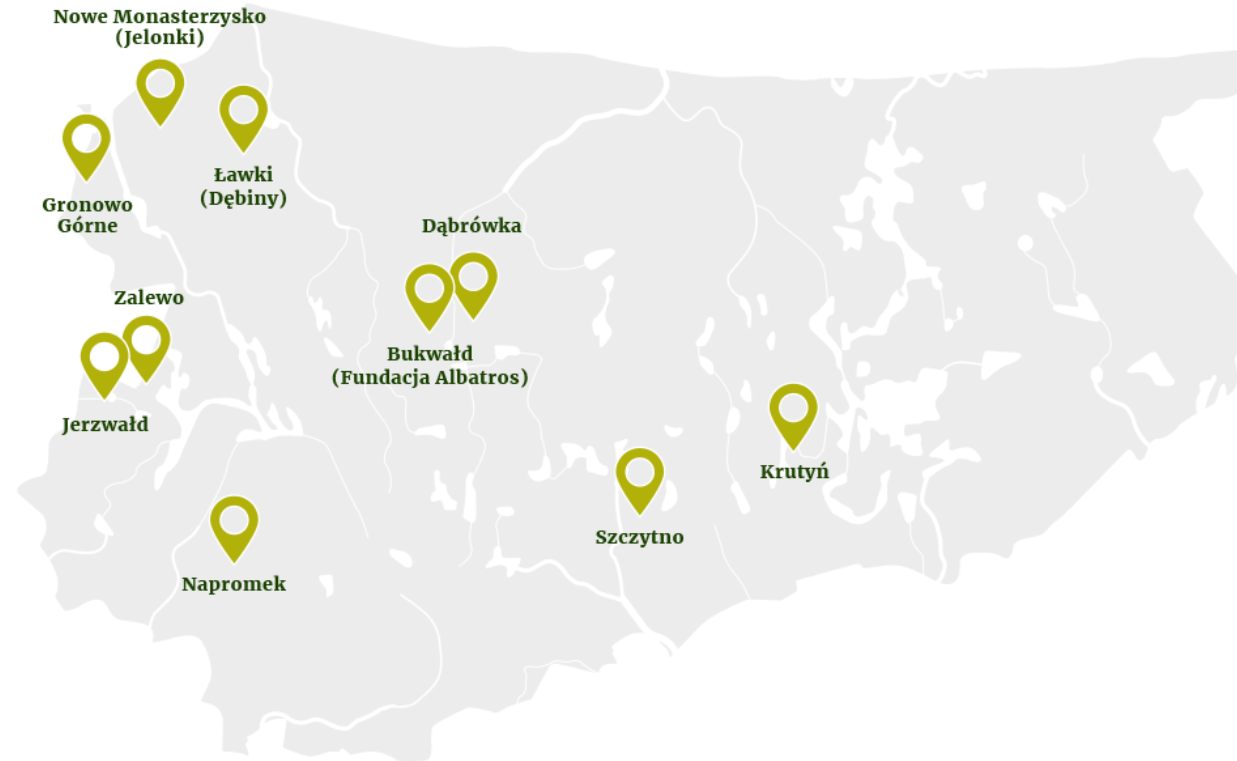 Nowe Monasterzysko
(Jelonki)
Ławki
(Dębiny)
Gronowo
Górne
Dąbrówka
Zalewo
Bukwałd
(Fundacja Albatros)
Jerzwałd
Krutyń
Szczytno
Napromek